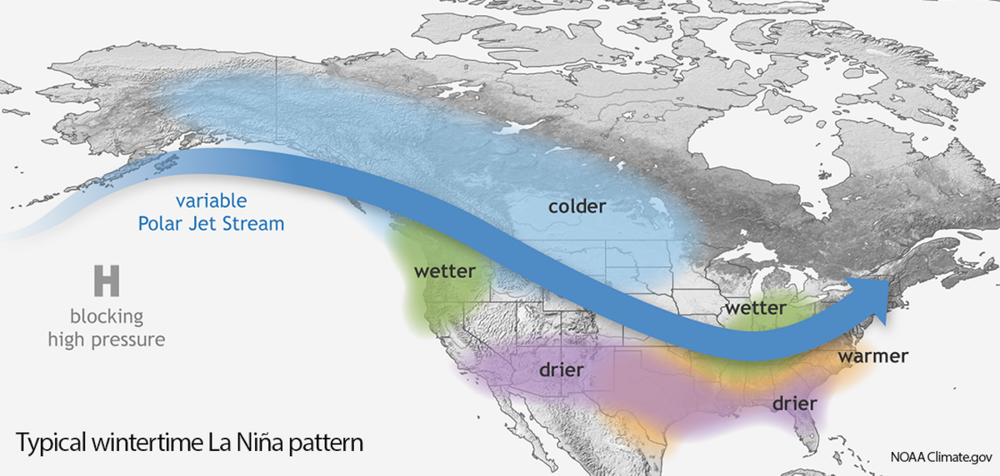 colder
variable
Polar Jet Stream
wetter
H
blocking
high pressure
wetter
warmer
drier
drier
Typical wintertime La Niña pattern
NOAA Climate.gov